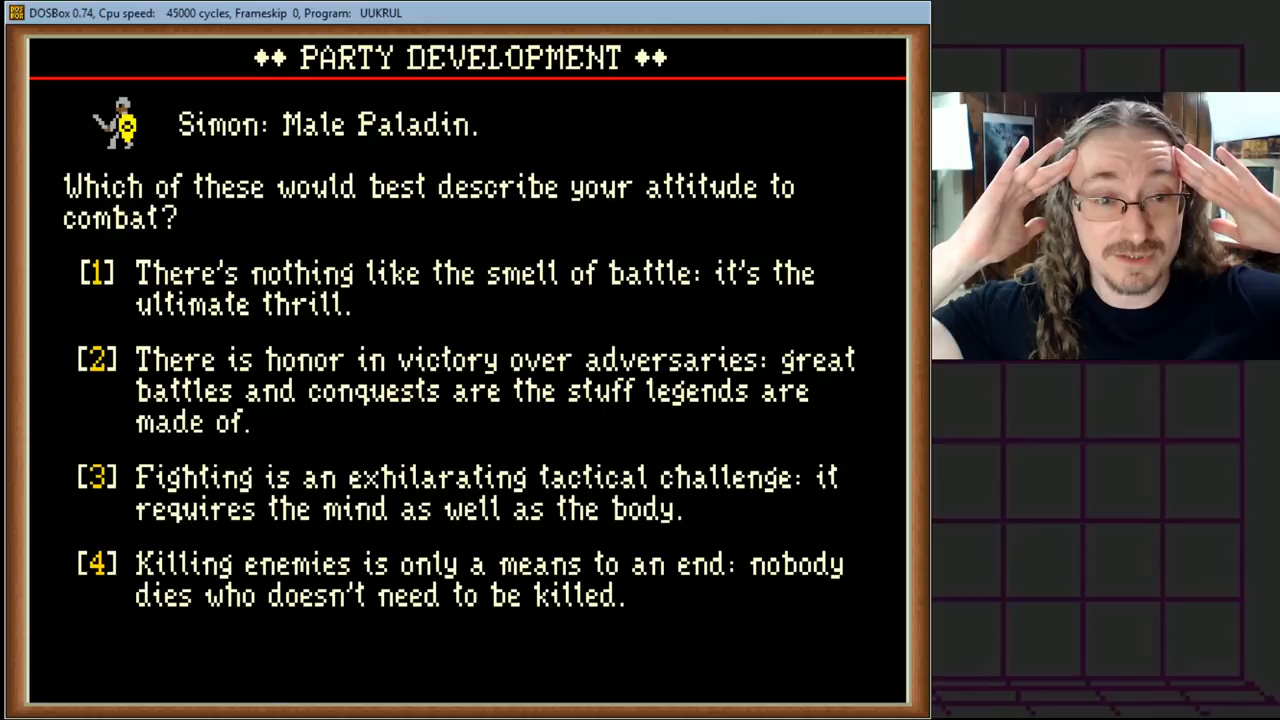 DOSBox 0.74, Cpu speed: 45000 cycles, Frameskip 0, Program: UUKRUL
PARTY DEVELOPMENT
Simon: Male Paladin.
Which of these would best describe your attitude to
combat?
[1] There's nothing like the smell of battle: it's the
ultimate thrill.
[2] There is honor in victory over adversaries: great
battles and conquests are the stuff legends are
made of.
[3] Fighting is an exhilarating tactical challenge: it
requires the mind as well as the body.
[4] Killing enemies is only a means to an end: nobody
dies who doesn't need to be killed.